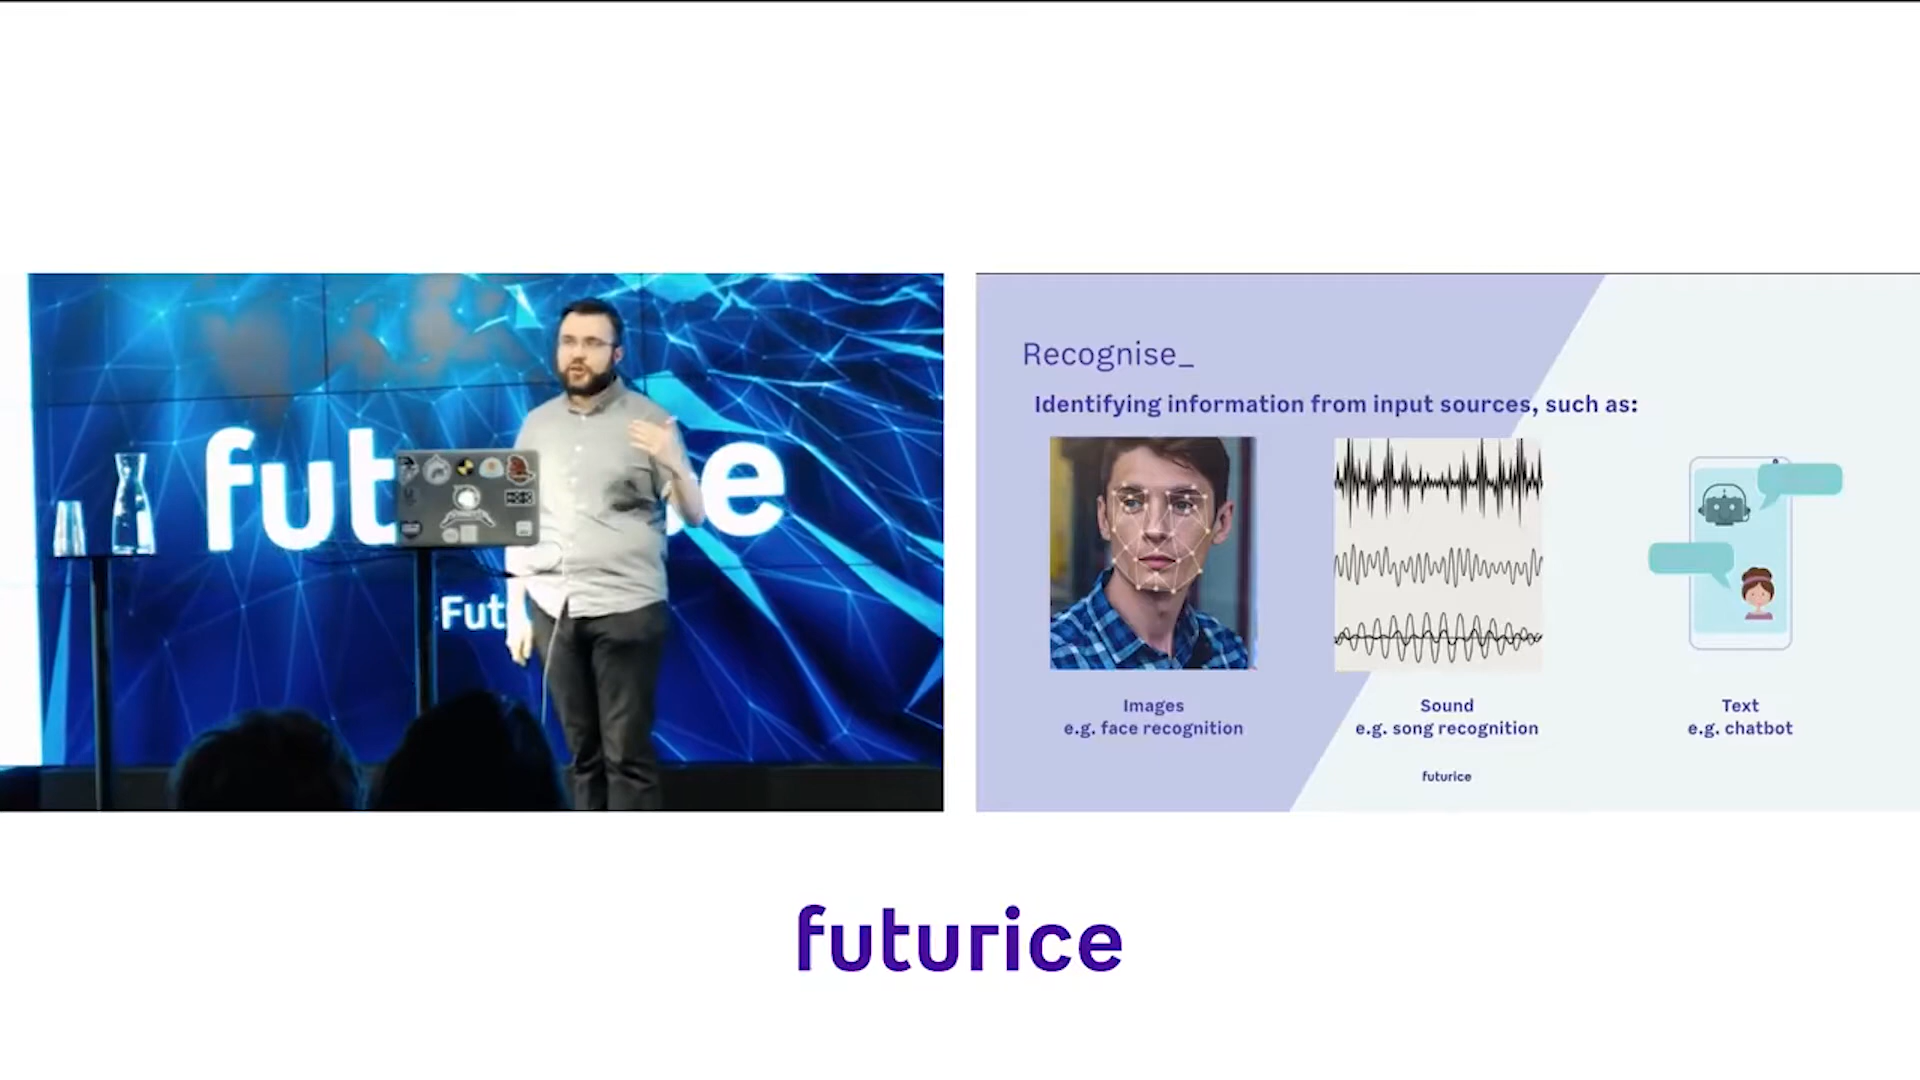 futurice
Fut
Recognise_
Identifying information from input sources, such as:
Images
e.g. face recognition
Sound
e.g. song recognition
Text
e.g. chatbot
futurice
futurice